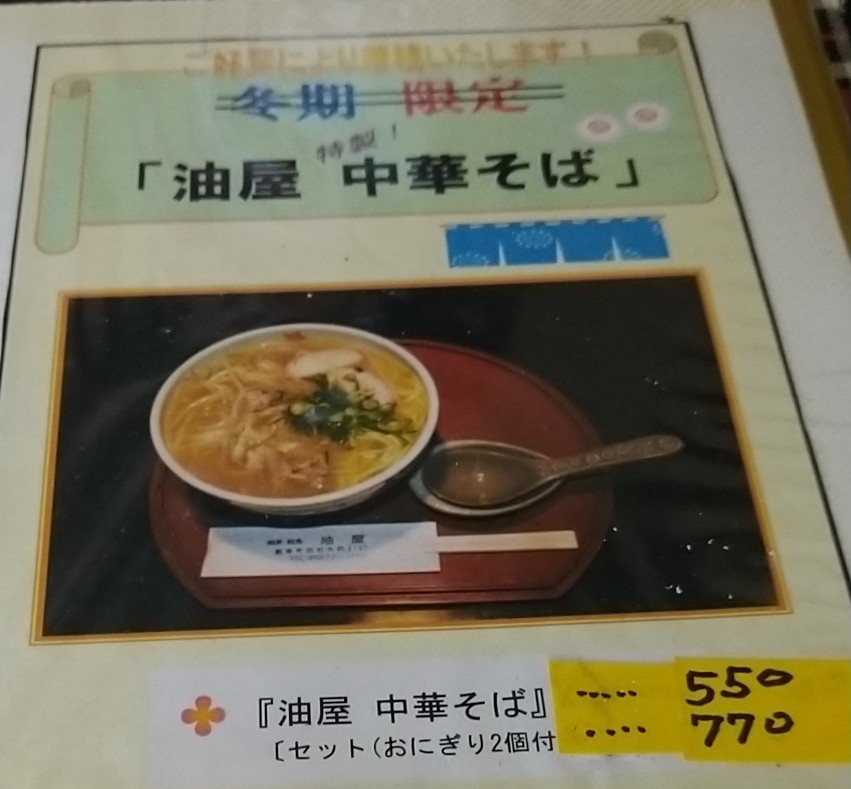 ご好評により継続いたします！
冬期 限定
特製！
「油屋 中華そば」
油屋
『油屋 中華そば』 ...... 550
〔セット(おにぎり2個付 .... 770